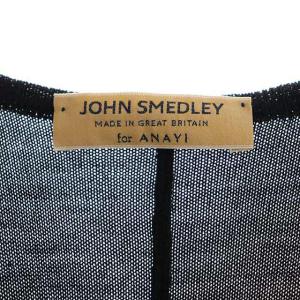 JOHN SMEDLEY
MADE IN GREAT BRITAIN
for ANAYI